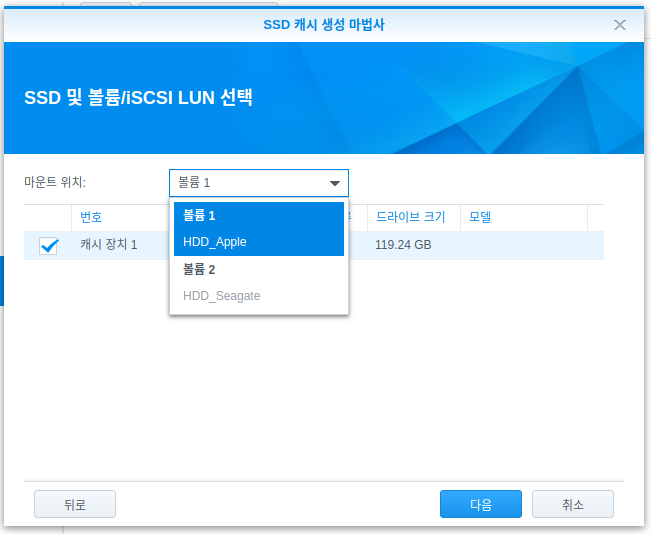 SSD 캐시 생성 마법사
SSD 및 볼륨/iSCSI LUN 선택
마운트 위치: 볼륨 1
볼륨 1
HDD_Apple
볼륨 2
HDD_Seagate
번호 드라이브 크기 모델
캐시 장치 1 119.24 GB
뒤로 다음 취소